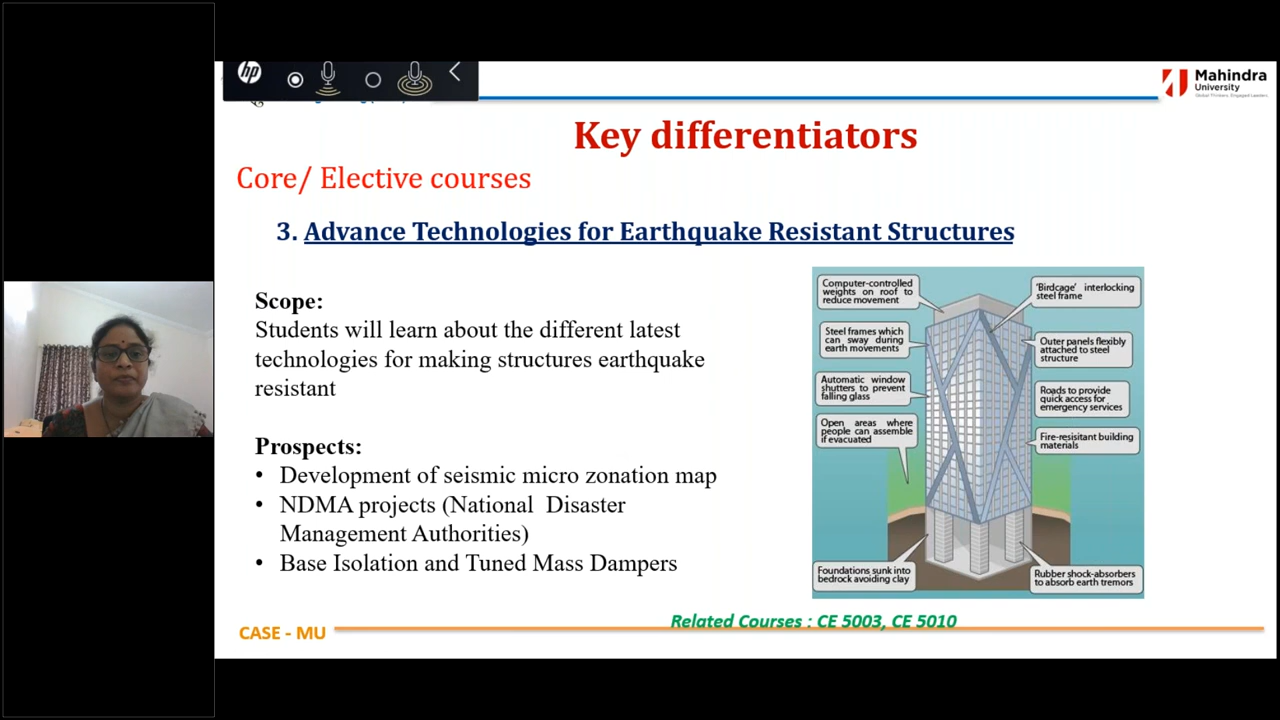 hp
Mahindra
University
Global Thinkers. Engaged Leaders.
Key differentiators
Core/ Elective courses
3. Advance Technologies for Earthquake Resistant Structures
Scope:
Students will learn about the different latest
technologies for making structures earthquake
resistant
Prospects:
• Development of seismic micro zonation map
• NDMA projects (National Disaster
Management Authorities)
• Base Isolation and Tuned Mass Dampers
Computer-controlled
weights on roof to
reduce movement
Steel frames which
can sway during
earth movements
Automatic window
shutters to prevent
falling glass
Open areas where
people can assemble
if evacuated
Foundations sunk into
bedrock avoiding clay
'Birdcage' interlocking
steel frame
Outer panels flexibly
attached to steel
structure
Roads to provide
quick access for
emergency services
Fire-resisitant building
materials
Rubber shock-absorbers
to absorb earth tremors
Related Courses : CE 5003, CE 5010
CASE - MU